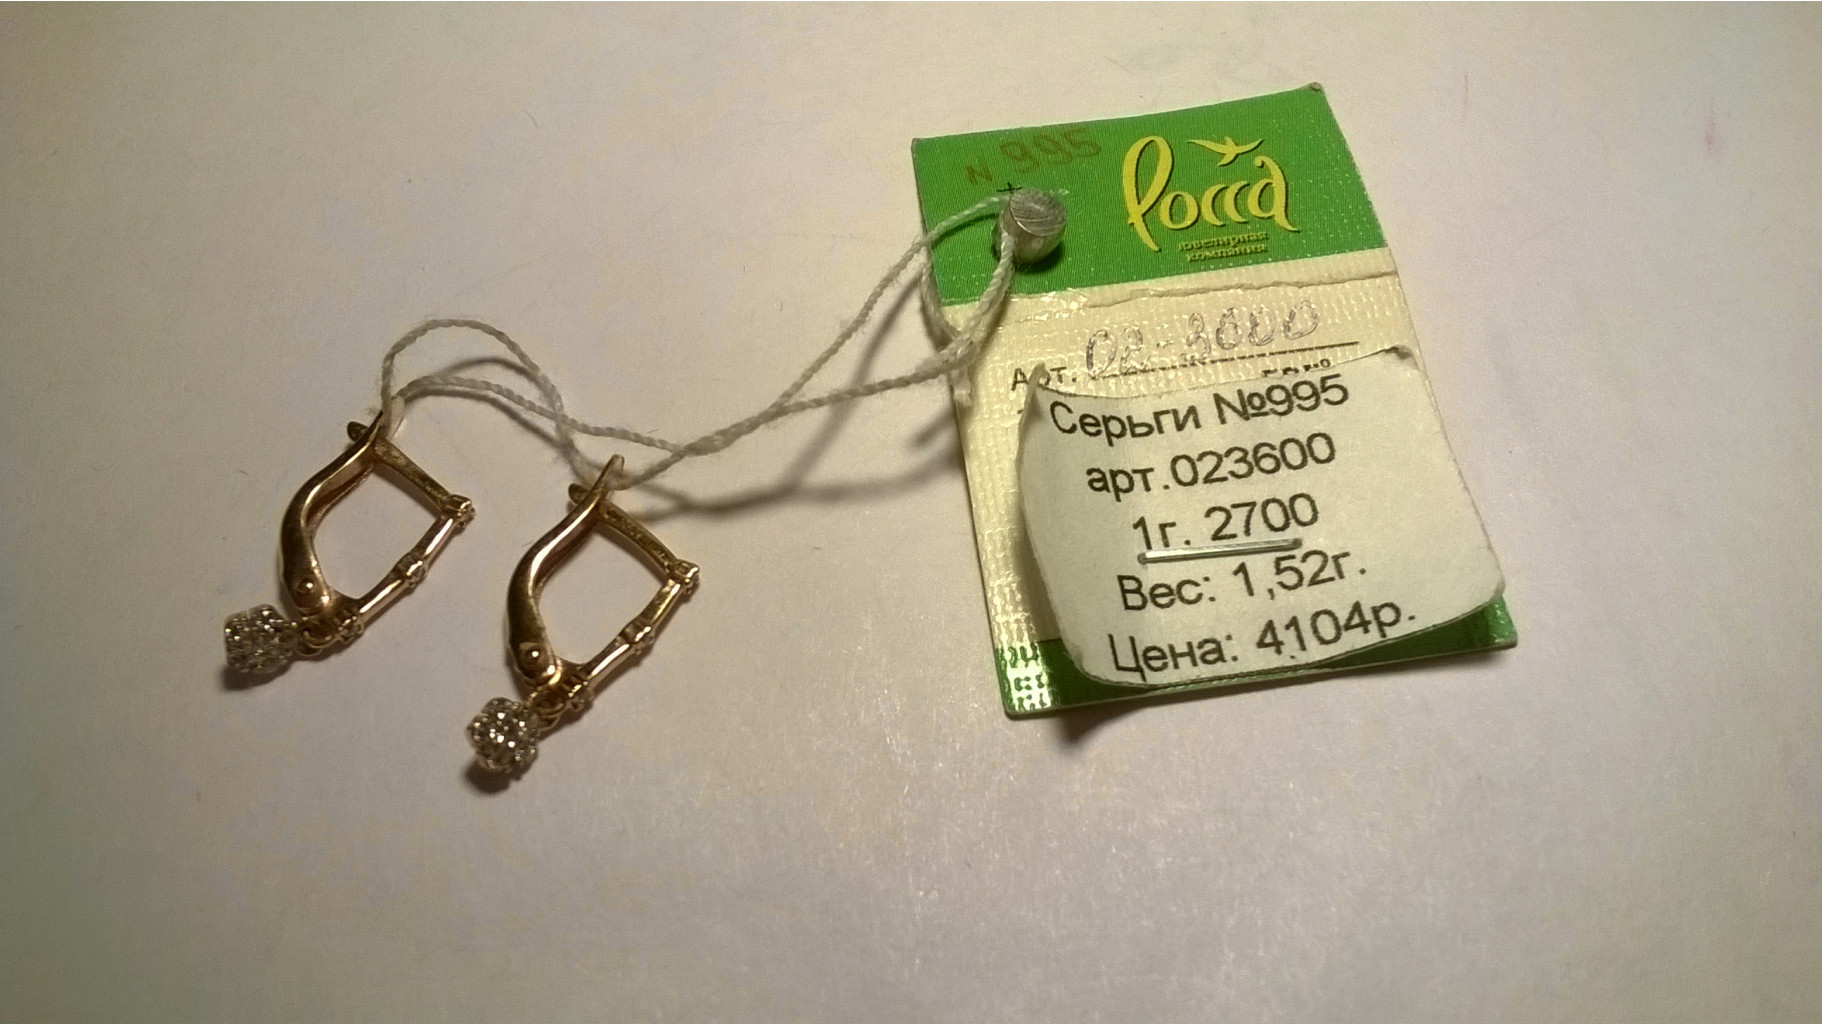 N 995
Росса
ювелирная
компания
02-3600
Арт.
Серьги №995
арт.023600
1г. 2700
Вес: 1,52г.
Цена: 4104р.